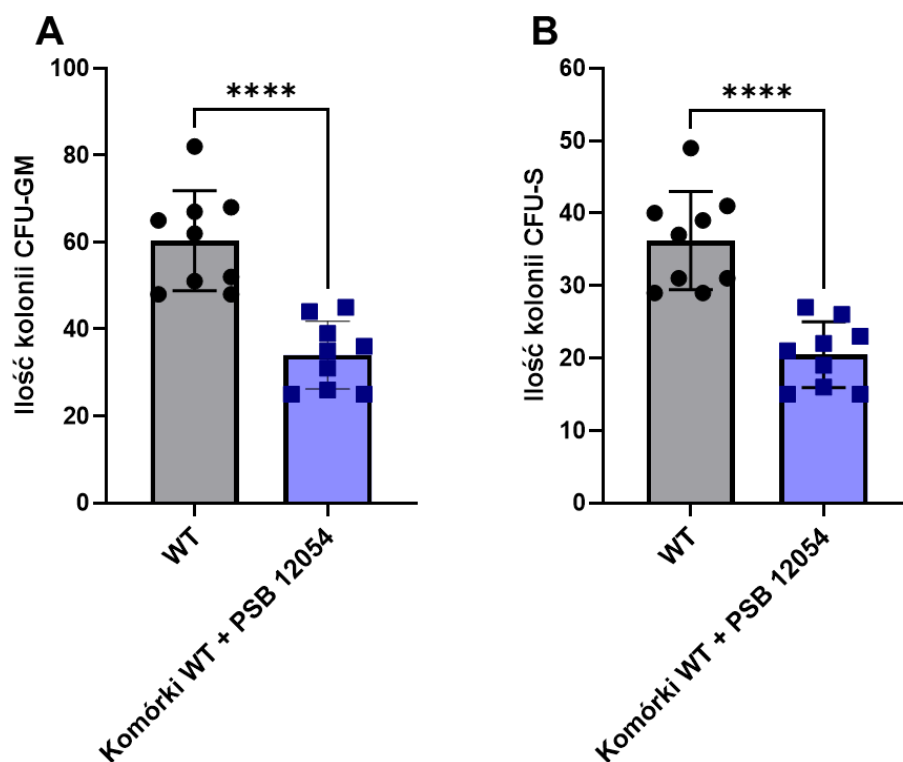 A
Ilość kolonii CFU-GM
100
80
60
40
20
0
****
WT
Komórki WT + PSB 12054
B
Ilość kolonii CFU-S
60
50
40
30
20
10
0
****
WT
Komórki WT + PSB 12054